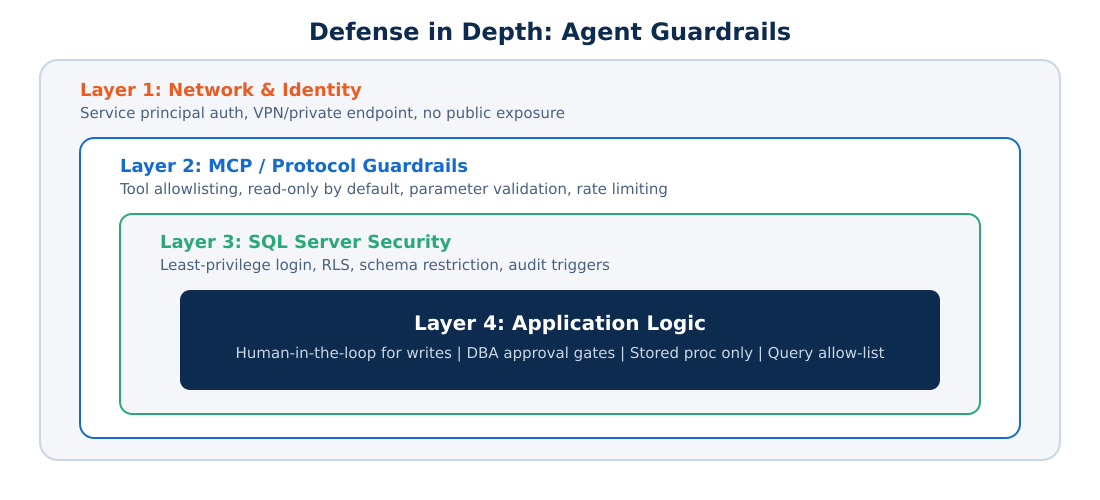 Defense in Depth: Agent Guardrails
Layer 1: Network & Identity
Service principal auth, VPN/private endpoint, no public exposure
Layer 2: MCP / Protocol Guardrails
Tool allowlisting, read-only by default, parameter validation, rate limiting
Layer 3: SQL Server Security
Least-privilege login, RLS, schema restriction, audit triggers
Layer 4: Application Logic
Human-in-the-loop for writes | DBA approval gates | Stored proc only | Query allow-list